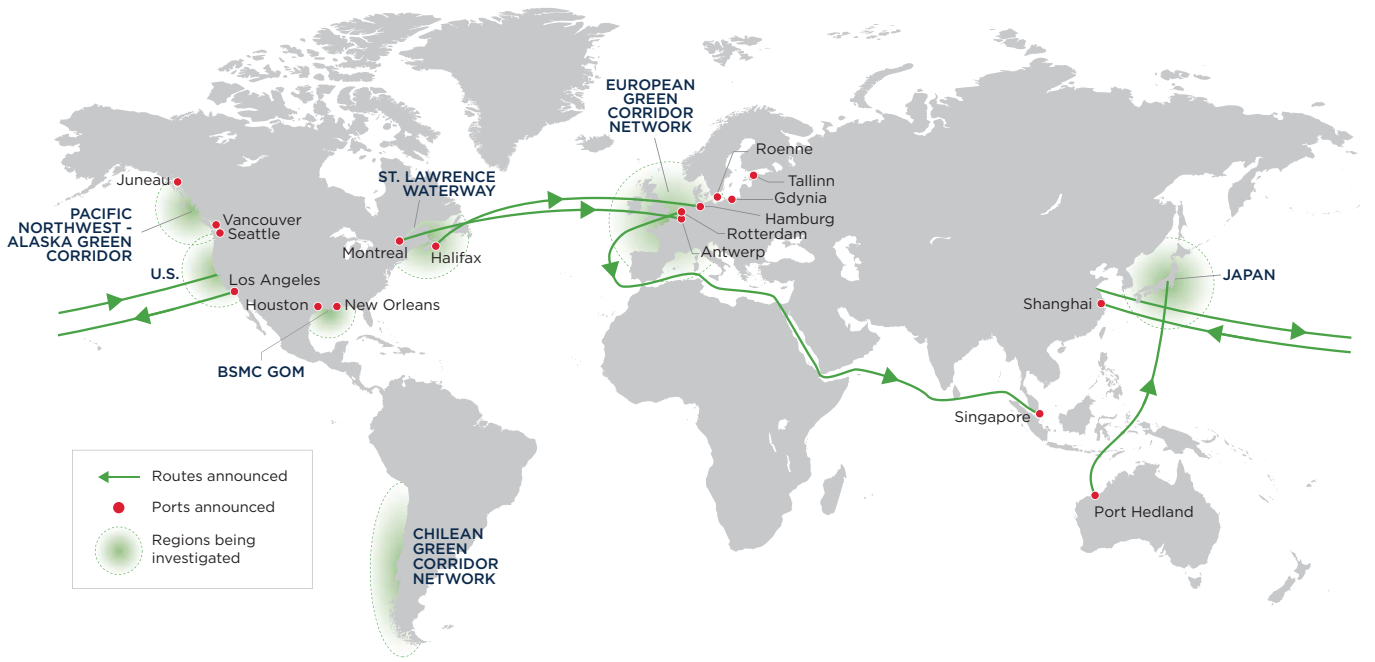 EUROPEAN
GREEN
CORRIDOR
NETWORK
Roenne
Tallinn
Gdynia
Hamburg
Rotterdam
Antwerp
ST. LAWRENCE
WATERWAY
Juneau
PACIFIC
NORTHWEST -
ALASKA GREEN
CORRIDOR
Vancouver
Seattle
Montreal
Halifax
U.S.
Los Angeles
Houston
New Orleans
BSMC GOM
JAPAN
Shanghai
Singapore
Port Hedland
CHILEAN
GREEN
CORRIDOR
NETWORK
Routes announced
Ports announced
Regions being
investigated